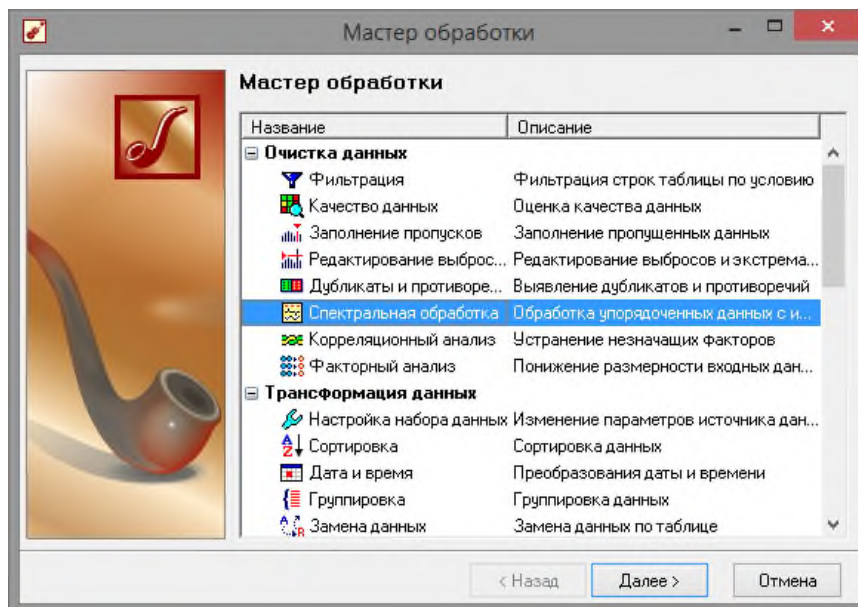 Мастер обработки
Мастер обработки
Название Описание
Очистка данных
Фильтрация Фильтрация строк таблицы по условию
Качество данных Оценка качества данных
Заполнение пропусков Заполнение пропущенных данных
Редактирование выброс... Редактирование выбросов и экстрема...
Дубликаты и противоре... Выявление дубликатов и противоречий
Спектральная обработка Обработка упорядоченных данных с и...
Корреляционный анализ Устранение незначащих факторов
Факторный анализ Понижение размерности входных дан...
Трансформация данных
Настройка набора данных Изменение параметров источника дан...
Сортировка Сортировка данных
Дата и время Преобразования даты и времени
Группировка Группировка данных
Замена данных Замена данных по таблице
< Назад Далее > Отмена